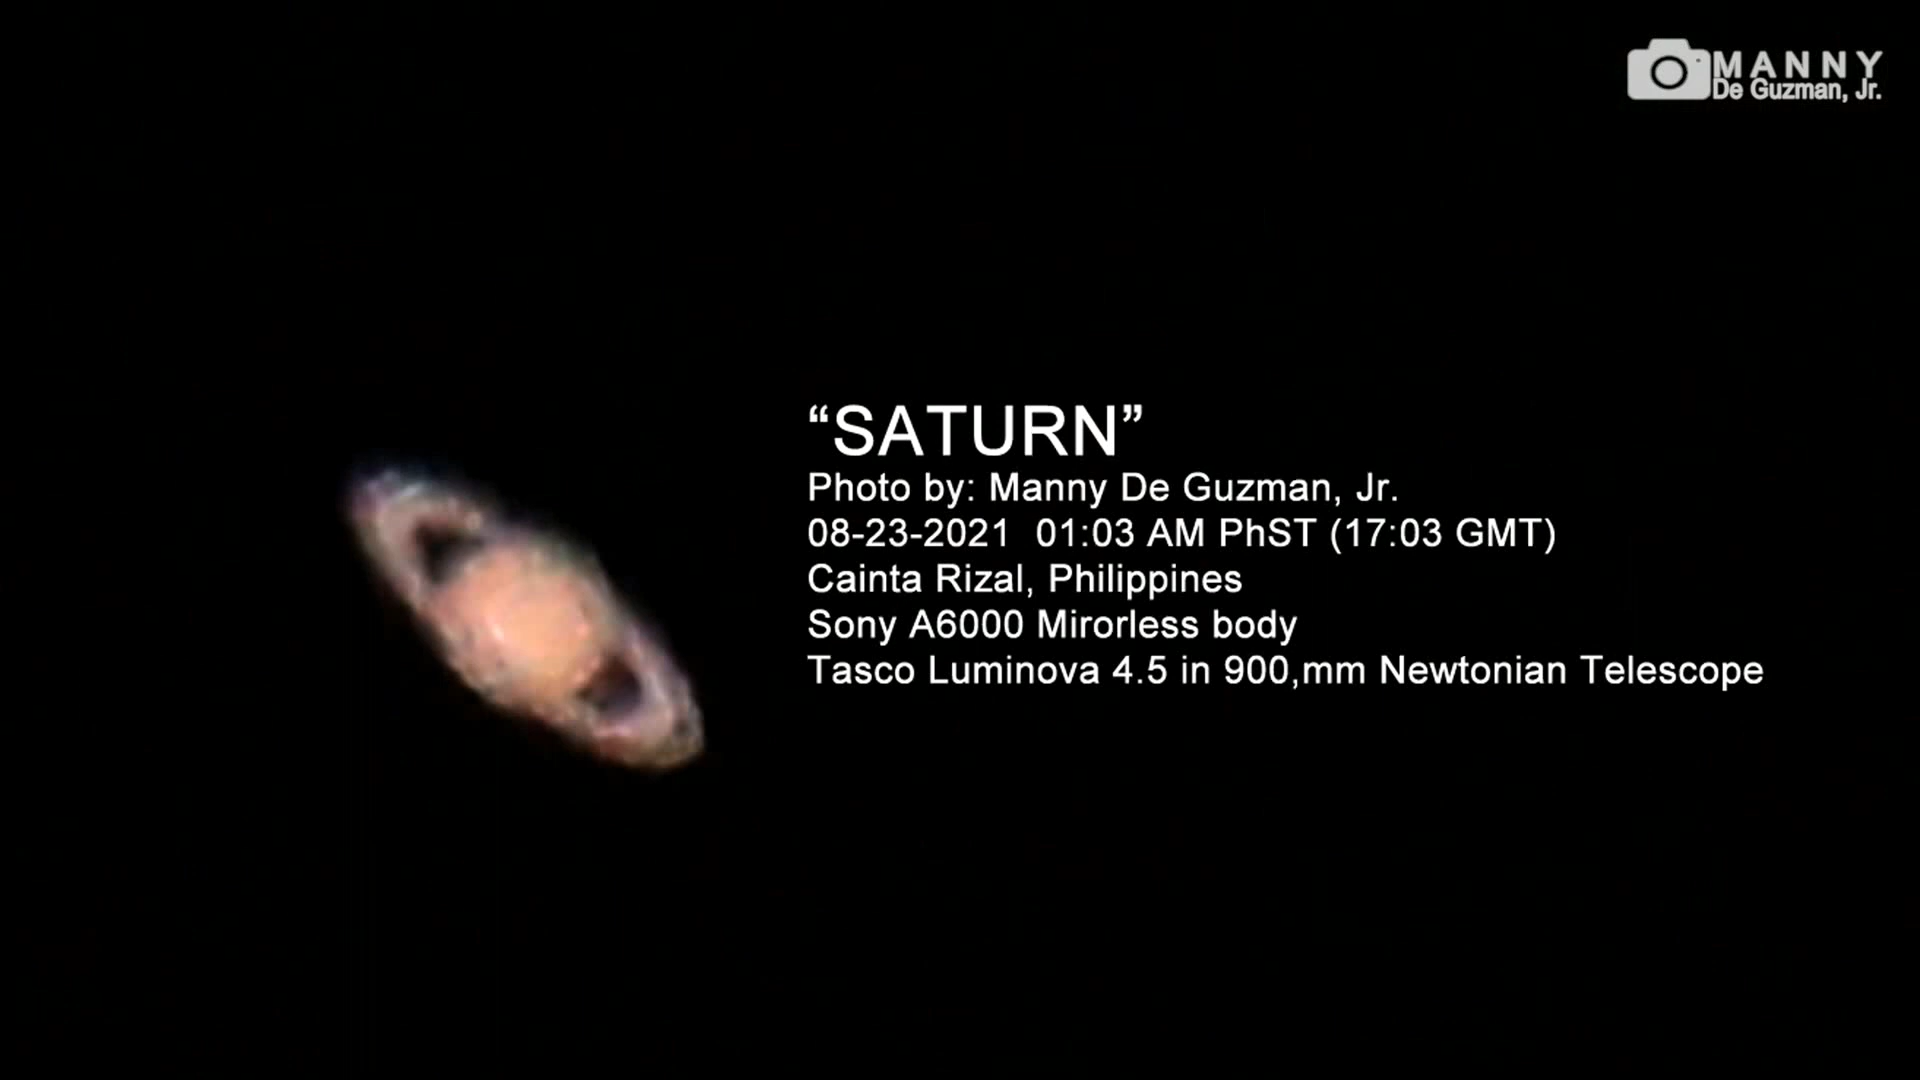 MANNY
De Guzman, Jr.
“SATURN”
Photo by: Manny De Guzman, Jr.
08-23-2021 01:03 AM PhST (17:03 GMT)
Cainta Rizal, Philippines
Sony A6000 Mirorless body
Tasco Luminova 4.5 in 900,mm Newtonian Telescope